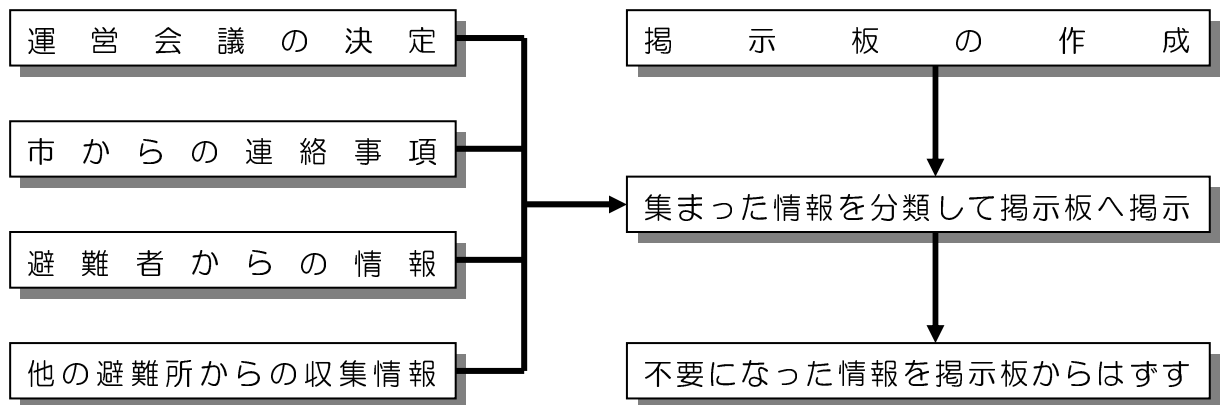 運営会議の決定
市からの連絡事項
避難者からの情報
他の避難所からの収集情報
掲示板の作成
集まった情報を分類して掲示板へ掲示
不要になった情報を掲示板からはずす